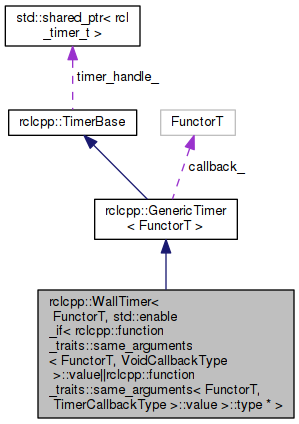 std::shared_ptr< rcl
_timer_t >
timer_handle_
rclcpp::TimerBase
FunctorT
callback_
rclcpp::GenericTimer
< FunctorT >
rclcpp::WallTimer<
FunctorT, std::enable
_if< rclcpp::function
_traits::same_arguments
< FunctorT, VoidCallbackType
>::value||rclcpp::function
_traits::same_arguments< FunctorT,
TimerCallbackType >::value >::type * >